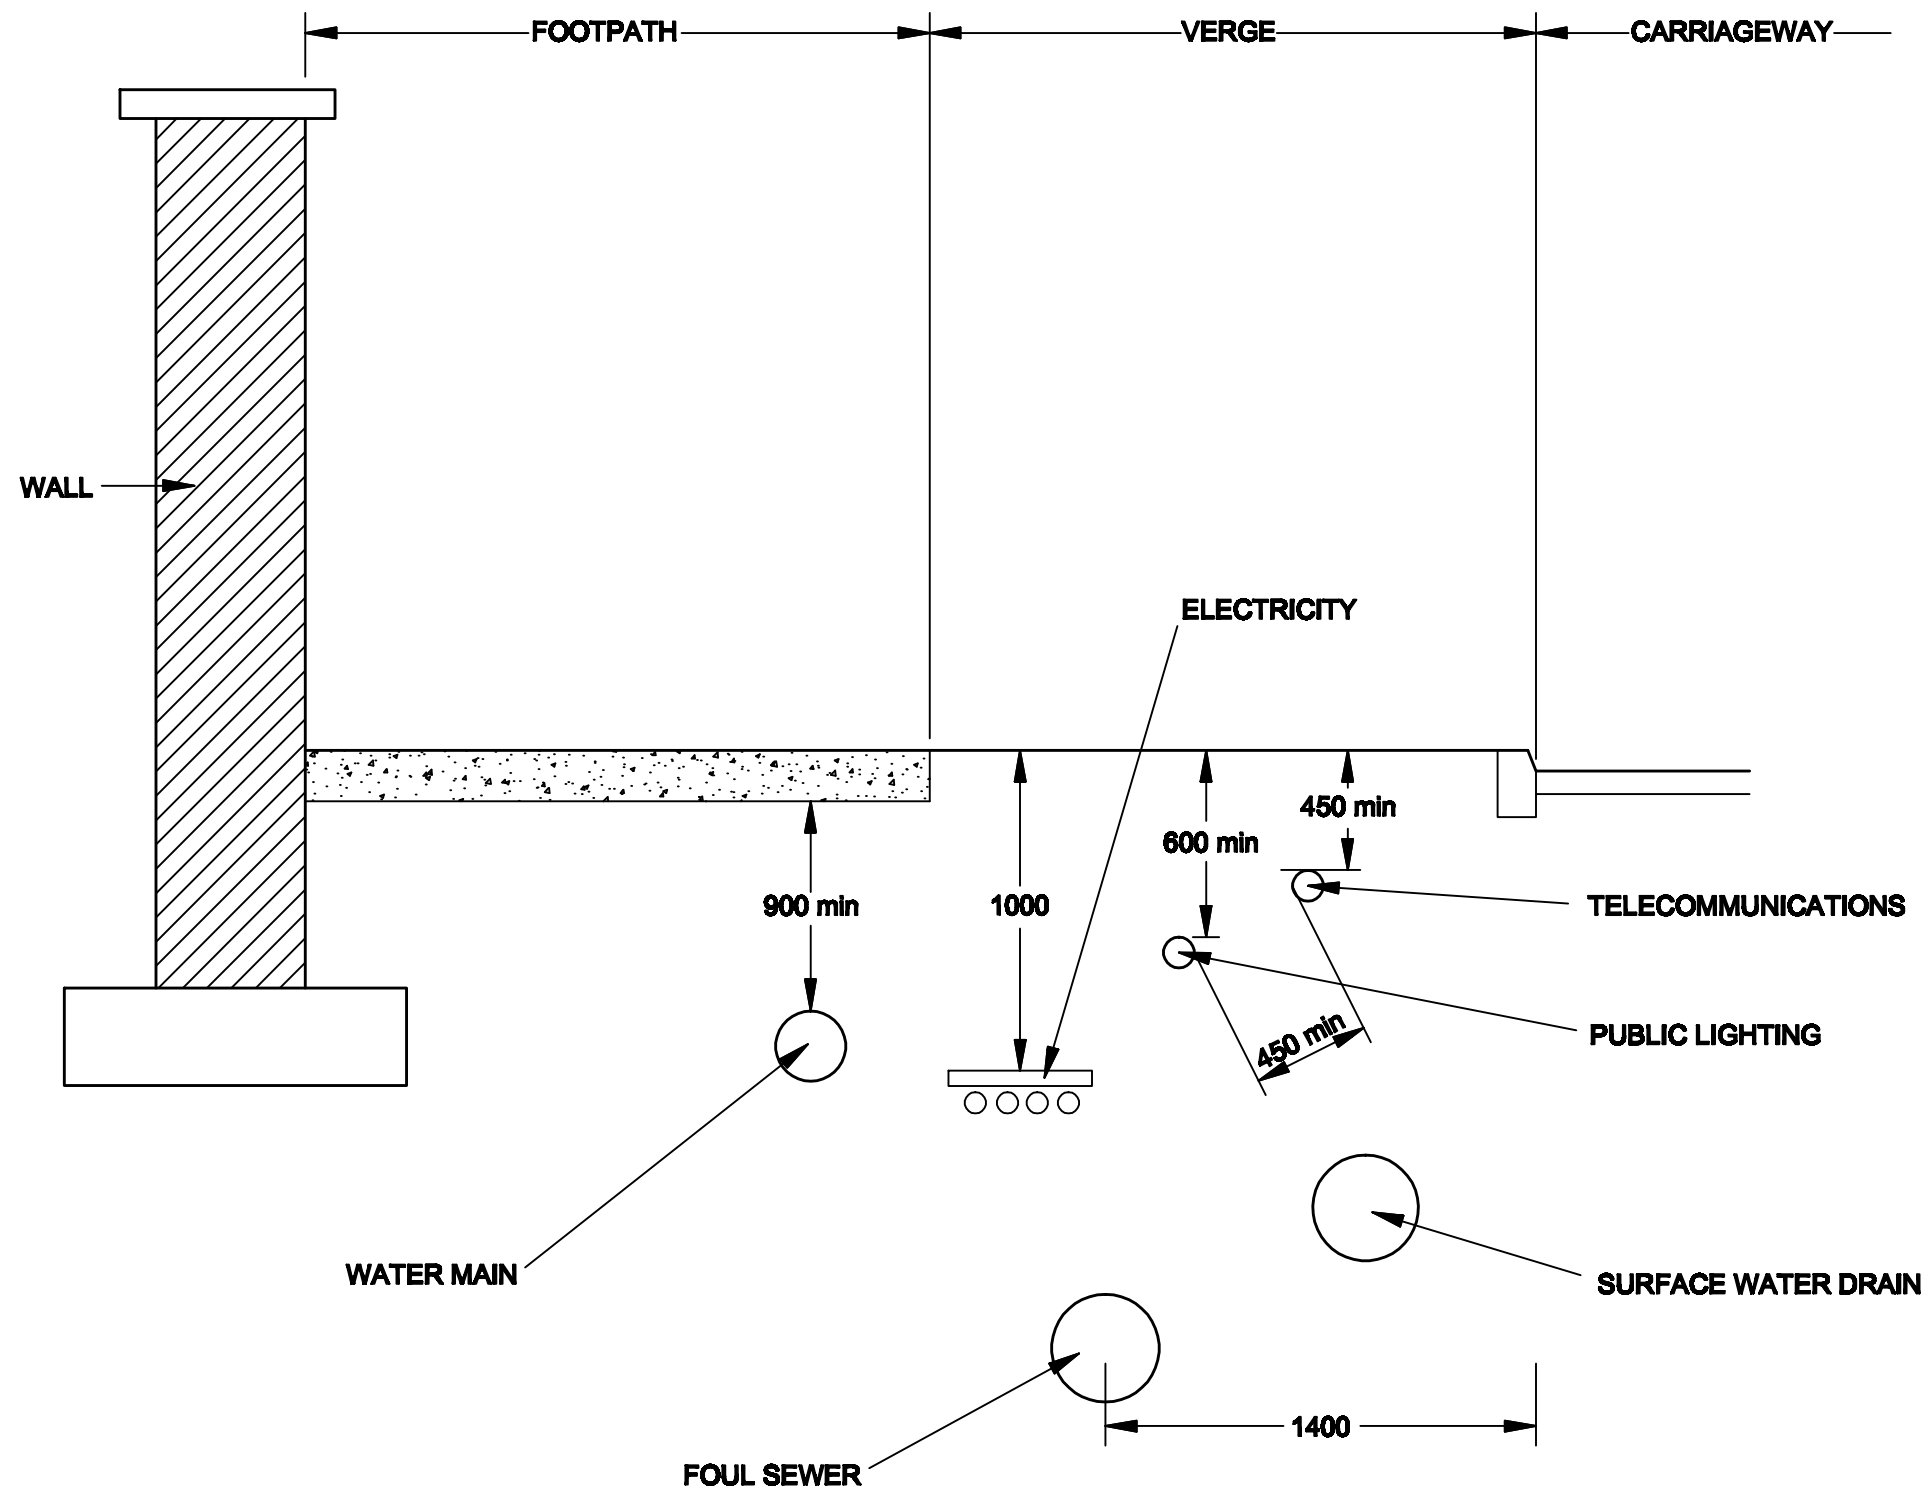 FOOTPATH
VERGE
CARRIAGEWAY
WALL
ELECTRICITY
450 min
600 min
900 min
1000
TELECOMMUNICATIONS
PUBLIC LIGHTING
450 min
WATER MAIN
SURFACE WATER DRAIN
1400
FOUL SEWER